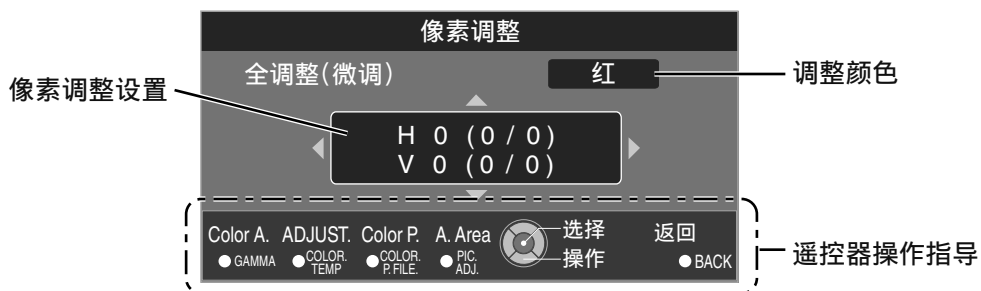 像素调整
全调整(微调) 红
调整颜色
像素调整设置
H 0 (0 / 0)
V 0 (0 / 0)
Color A. ADJUST. Color P. A. Area 选择 返回
GAMMA COLOR. TEMP COLOR. P. FILE. PIC. ADJ. 操作 BACK
遥控器操作指导